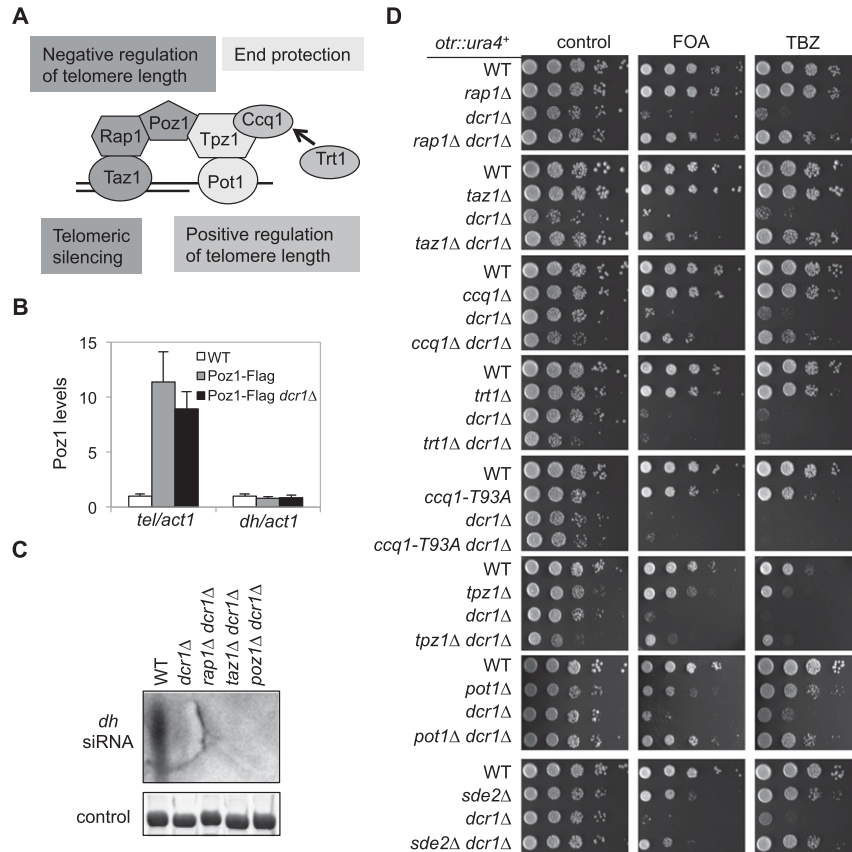 A
Negative regulation
of telomere length
End protection
Rap1
Poz1
Tpz1
Ccq1
Trt1
Taz1
Pot1
Telomeric
silencing
Positive regulation
of telomere length
B
Poz1 levels
15
10
5
0
WT
Poz1-Flag
Poz1-Flag dcr1Δ
tel/act1
dh/act1
C
WT
dcr1Δ
rap1Δ dcr1Δ
taz1Δ dcr1Δ
poz1Δ dcr1Δ
dh
siRNA
control
D
otr::ura4+ control FOA TBZ
WT
rap1Δ
dcr1Δ
rap1Δ dcr1Δ
WT
taz1Δ
dcr1Δ
taz1Δ dcr1Δ
WT
ccq1Δ
dcr1Δ
ccq1Δ dcr1Δ
WT
trt1Δ
dcr1Δ
trt1Δ dcr1Δ
WT
ccq1-T93A
dcr1Δ
ccq1-T93A dcr1Δ
WT
tpz1Δ
dcr1Δ
tpz1Δ dcr1Δ
WT
pot1Δ
dcr1Δ
pot1Δ dcr1Δ
WT
sde2Δ
dcr1Δ
sde2Δ dcr1Δ